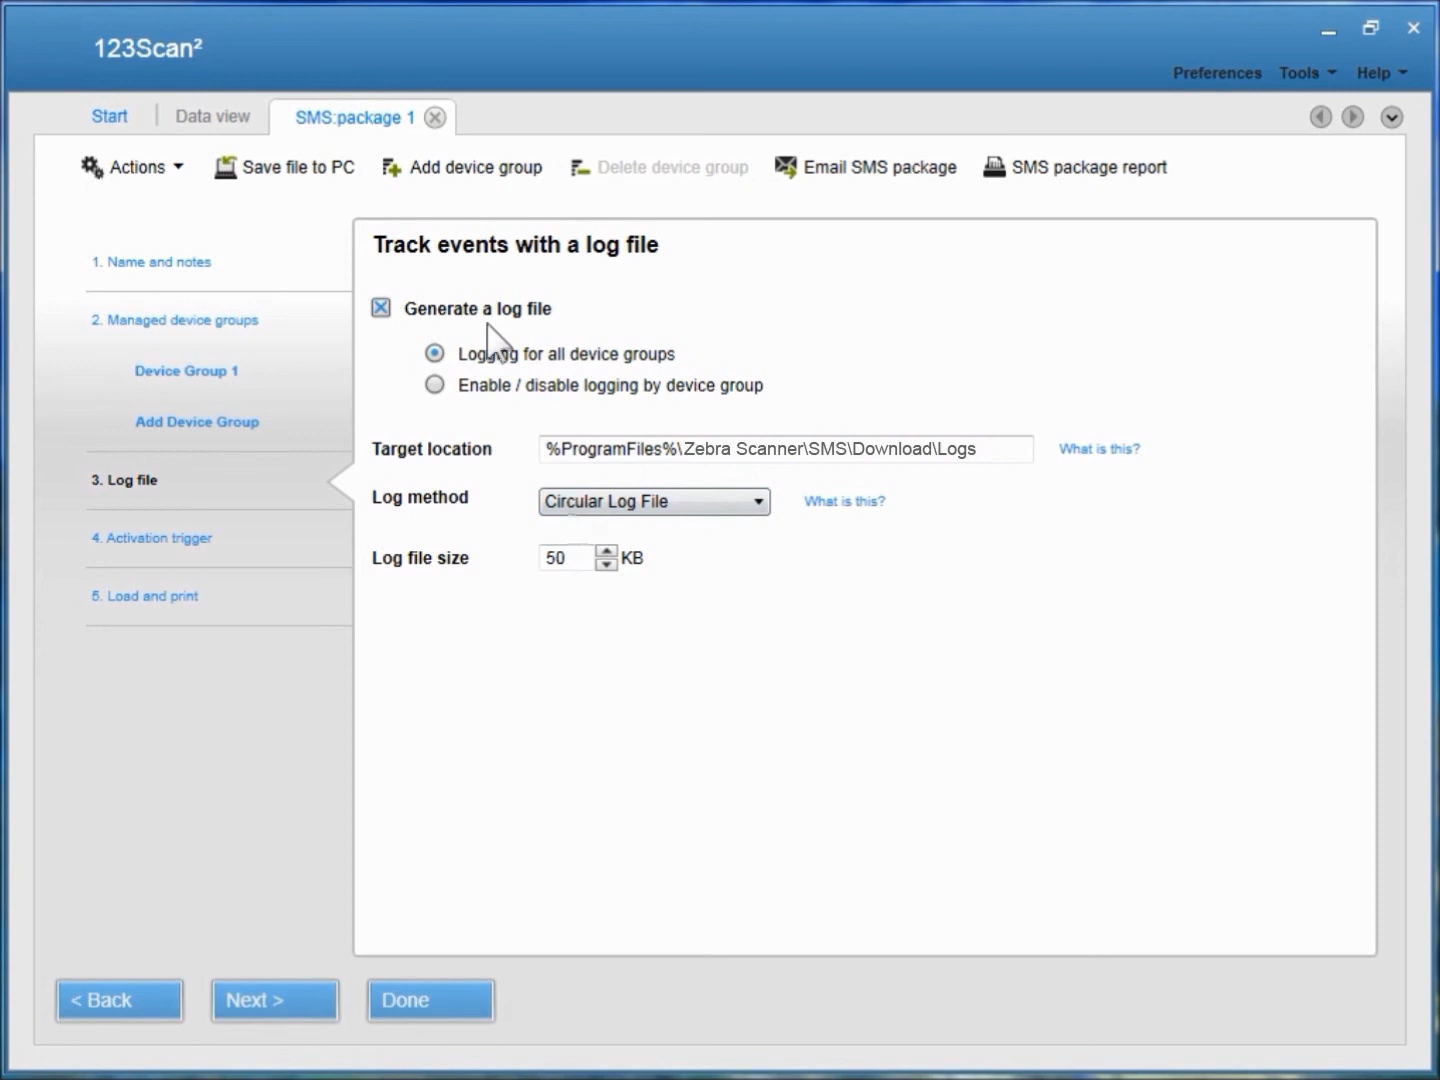 123Scan²
Preferences Tools Help
Start Data view SMS:package 1
Actions Save file to PC Add device group Delete device group Email SMS package SMS package report
1. Name and notes
2. Managed device groups
Device Group 1
Add Device Group
3. Log file
4. Activation trigger
5. Load and print
Track events with a log file
Generate a log file
Logging for all device groups
Enable / disable logging by device group
Target location %ProgramFiles%\Zebra Scanner\SMS\Download\Logs What is this?
Log method Circular Log File What is this?
Log file size 50 KB
< Back Next > Done